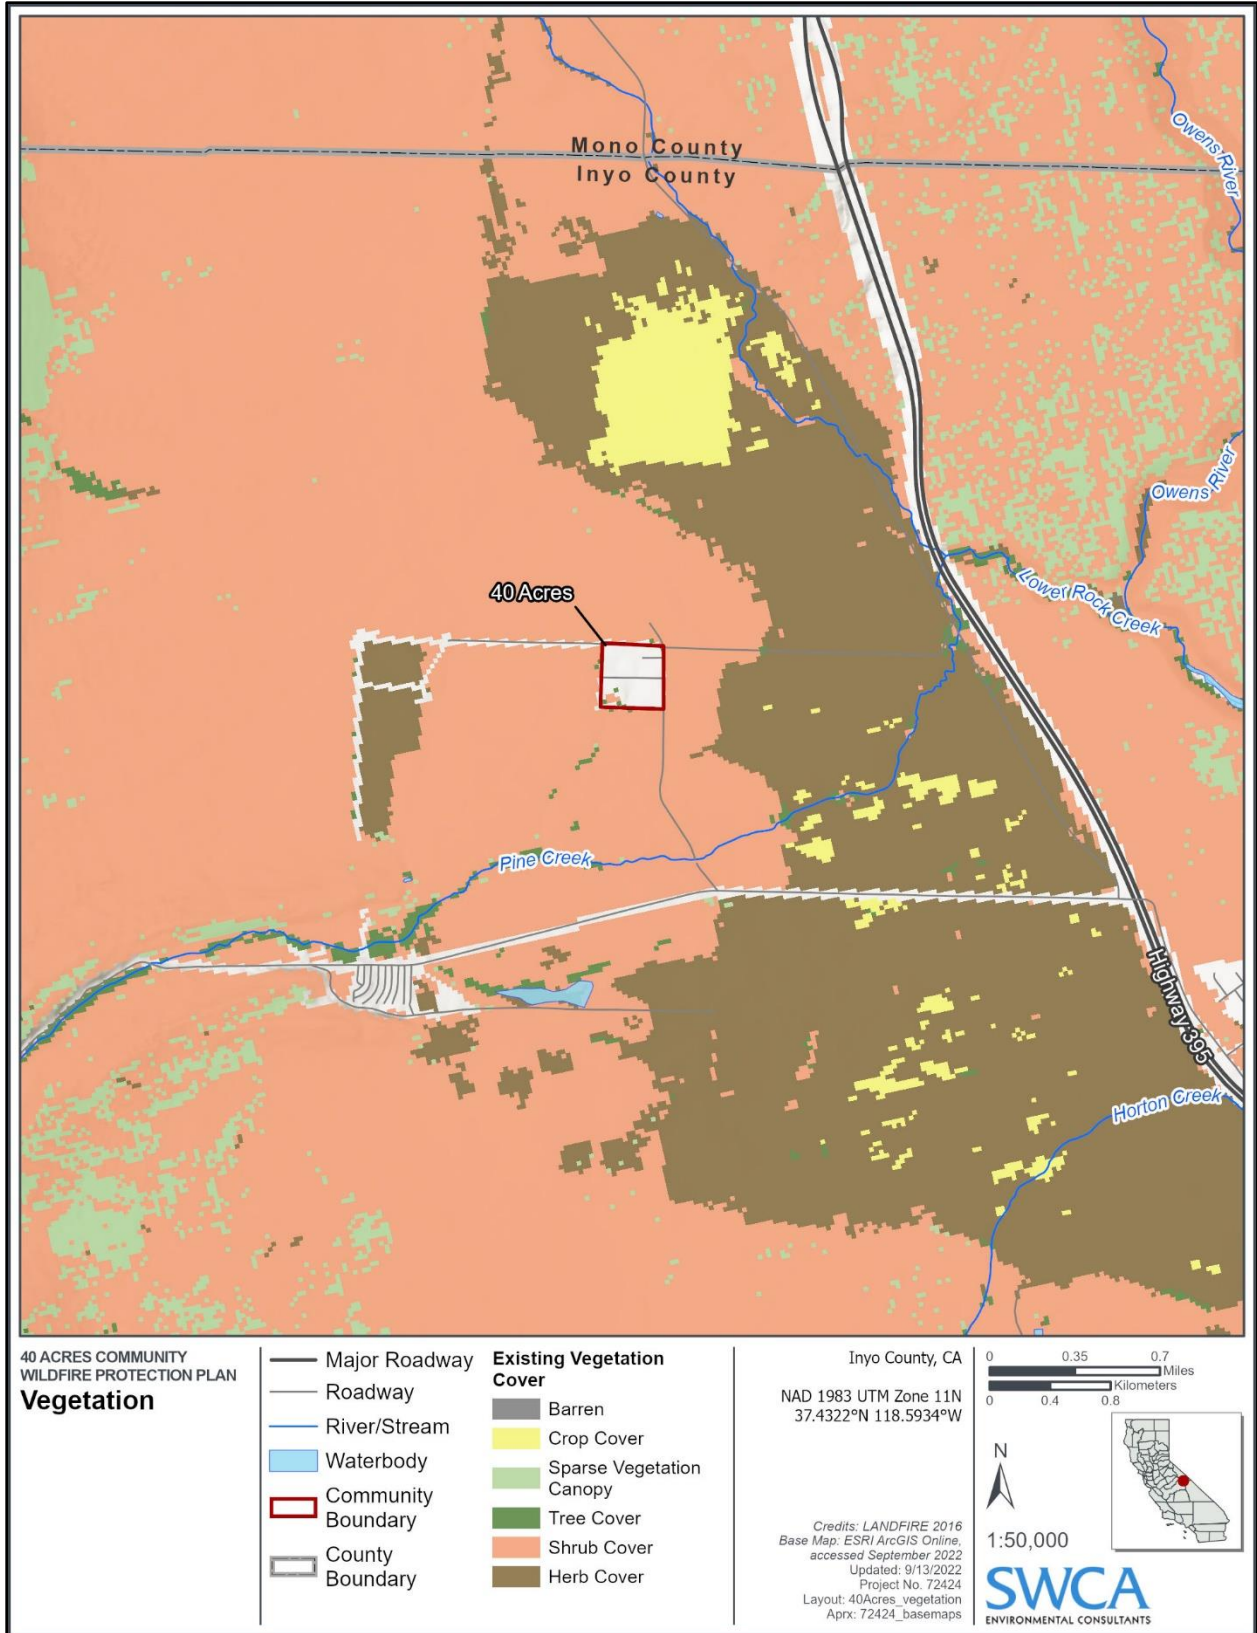 Mono County
Inyo County
Owens River
Owens River
Lower Rock Creek
40 Acres
Pine Creek
Highway 395
Horton Creek
40 ACRES COMMUNITY
WILDFIRE PROTECTION PLAN
Vegetation
Major Roadway
Roadway
River/Stream
Waterbody
Community
Boundary
County
Boundary
Existing Vegetation
Cover
Barren
Crop Cover
Sparse Vegetation
Canopy
Tree Cover
Shrub Cover
Herb Cover
Inyo County, CA
NAD 1983 UTM Zone 11N
37.4322°N 118.5934°W
Credits: LANDFIRE 2016
Base Map: ESRI ArcGIS Online,
accessed September 2022
Updated: 9/13/2022
Project No. 72424
Layout: 40Acres_vegetation
Aprx: 72424_basemaps
0 0.35 0.7
Miles
Kilometers
0 0.4 0.8
N
1:50,000
SWCA
ENVIRONMENTAL CONSULTANTS